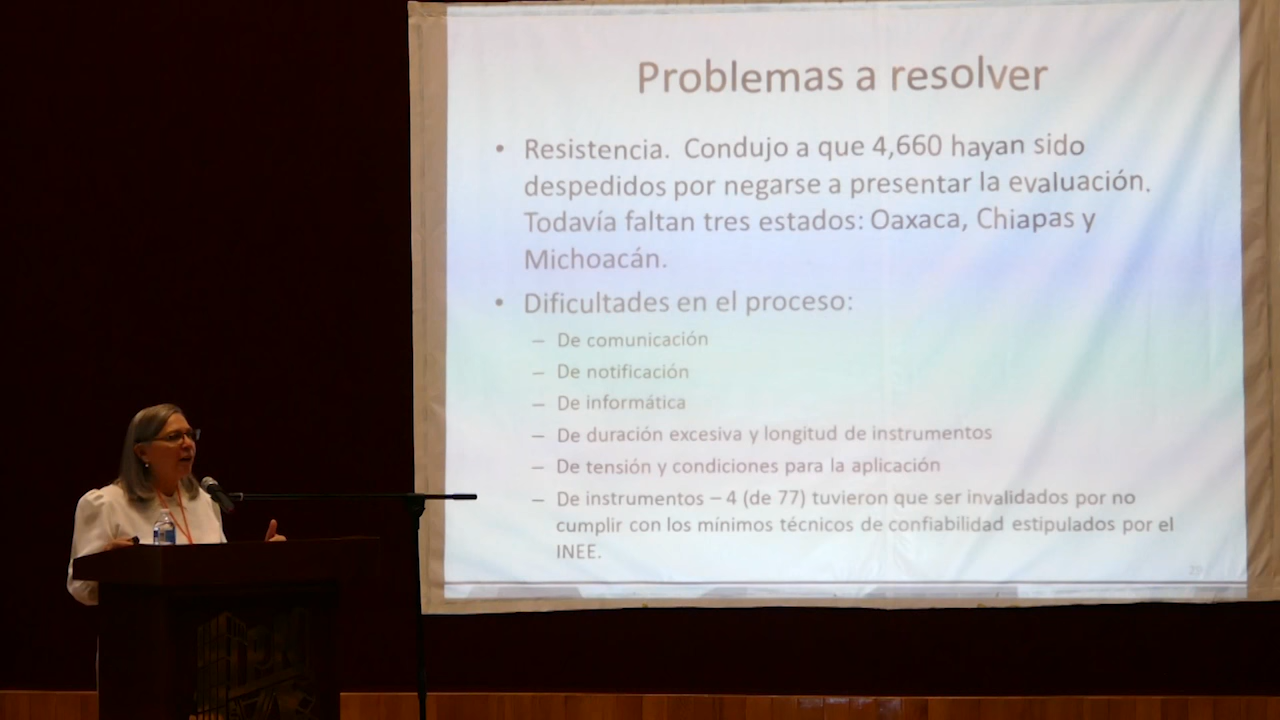 Problemas a resolver
• Resistencia. Condujo a que 4,660 hayan sido
despedidos por negarse a presentar la evaluación.
Todavía faltan tres estados: Oaxaca, Chiapas y
Michoacán.
• Dificultades en el proceso:
– De comunicación
– De notificación
– De informática
– De duración excesiva y longitud de instrumentos
– De tensión y condiciones para la aplicación
– De instrumentos – 4 (de 77) tuvieron que ser invalidados por no
cumplir con los mínimos técnicos de confiabilidad estipulados por el
INEE.